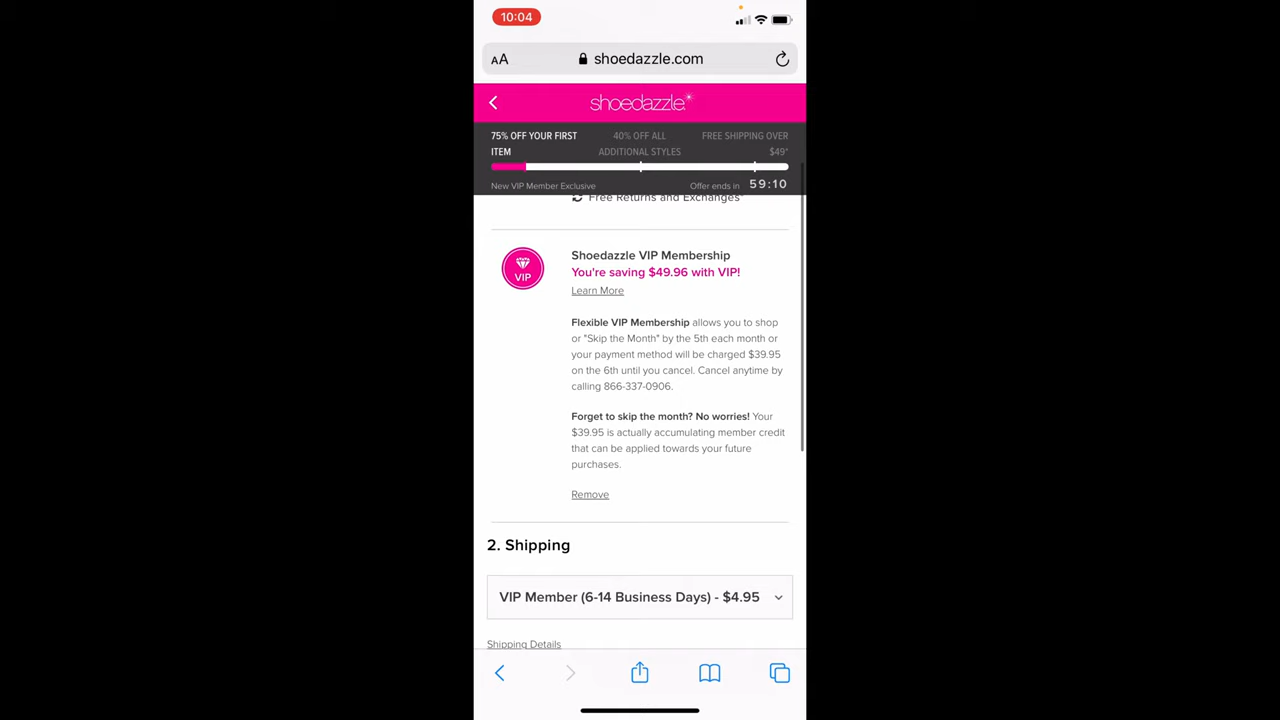 10:04
AA
shoedazzle.com
shoedazzle
75% OFF YOUR FIRST ITEM
40% OFF ALL ADDITIONAL STYLES
FREE SHIPPING OVER $49*
New VIP Member Exclusive
Offer ends in 59:10
Free Returns and Exchanges*
VIP
Shoedazzle VIP Membership
You're saving $49.96 with VIP!
Learn More
Flexible VIP Membership allows you to shop
or "Skip the Month" by the 5th each month or
your payment method will be charged $39.95
on the 6th until you cancel. Cancel anytime by
calling 866-337-0906.
Forget to skip the month? No worries! Your
$39.95 is actually accumulating member credit
that can be applied towards your future
purchases.
Remove
2. Shipping
VIP Member (6-14 Business Days) - $4.95
Shipping Details